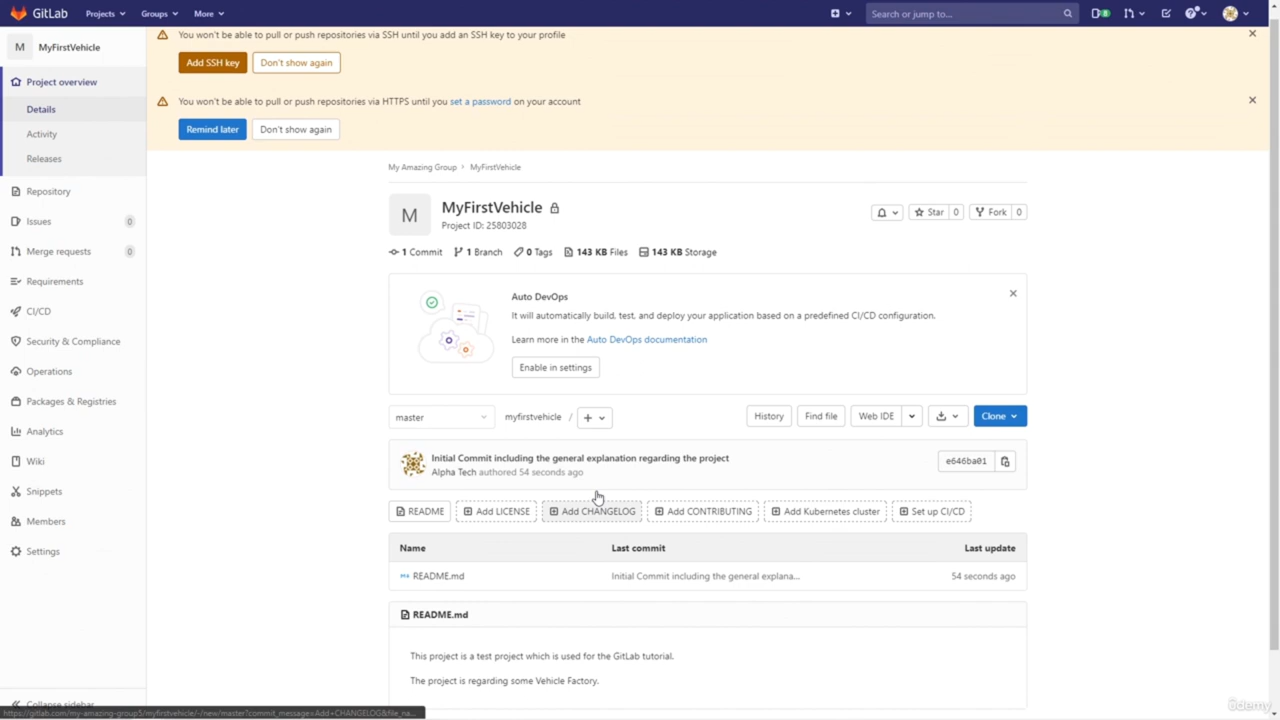 GitLab Projects Groups More Search or jump to...
M MyFirstVehicle
You won't be able to pull or push repositories via SSH until you add an SSH key to your profile
Add SSH key Don't show again
You won't be able to pull or push repositories via HTTPS until you set a password on your account
Remind later Don't show again
Project overview
Details
Activity
Releases
Repository
Issues 0
Merge requests 0
Requirements
CI/CD
Security & Compliance
Operations
Packages & Registries
Analytics
Wiki
Snippets
Members
Settings
Collapse sidebar
My Amazing Group > MyFirstVehicle
M MyFirstVehicle
Project ID: 25803028
Star 0 Fork 0
1 Commit 1 Branch 0 Tags 143 KB Files 143 KB Storage
Auto DevOps
It will automatically build, test, and deploy your application based on a predefined CI/CD configuration.
Learn more in the Auto DevOps documentation
Enable in settings
master myfirstvehicle / + History Find file Web IDE Clone
Initial Commit including the general explanation regarding the project
Alpha Tech authored 54 seconds ago
e646ba01
README Add LICENSE Add CHANGELOG Add CONTRIBUTING Add Kubernetes cluster Set up CI/CD
Name Last commit Last update
README.md Initial Commit including the general explana... 54 seconds ago
README.md
This project is a test project which is used for the GitLab tutorial.
The project is regarding some Vehicle Factory.
https://gitlab.com/my-amazing-group5/myfirstvehicle/-/new/master?commit_message=Add+CHANGELOG&file_na...
ûdemy